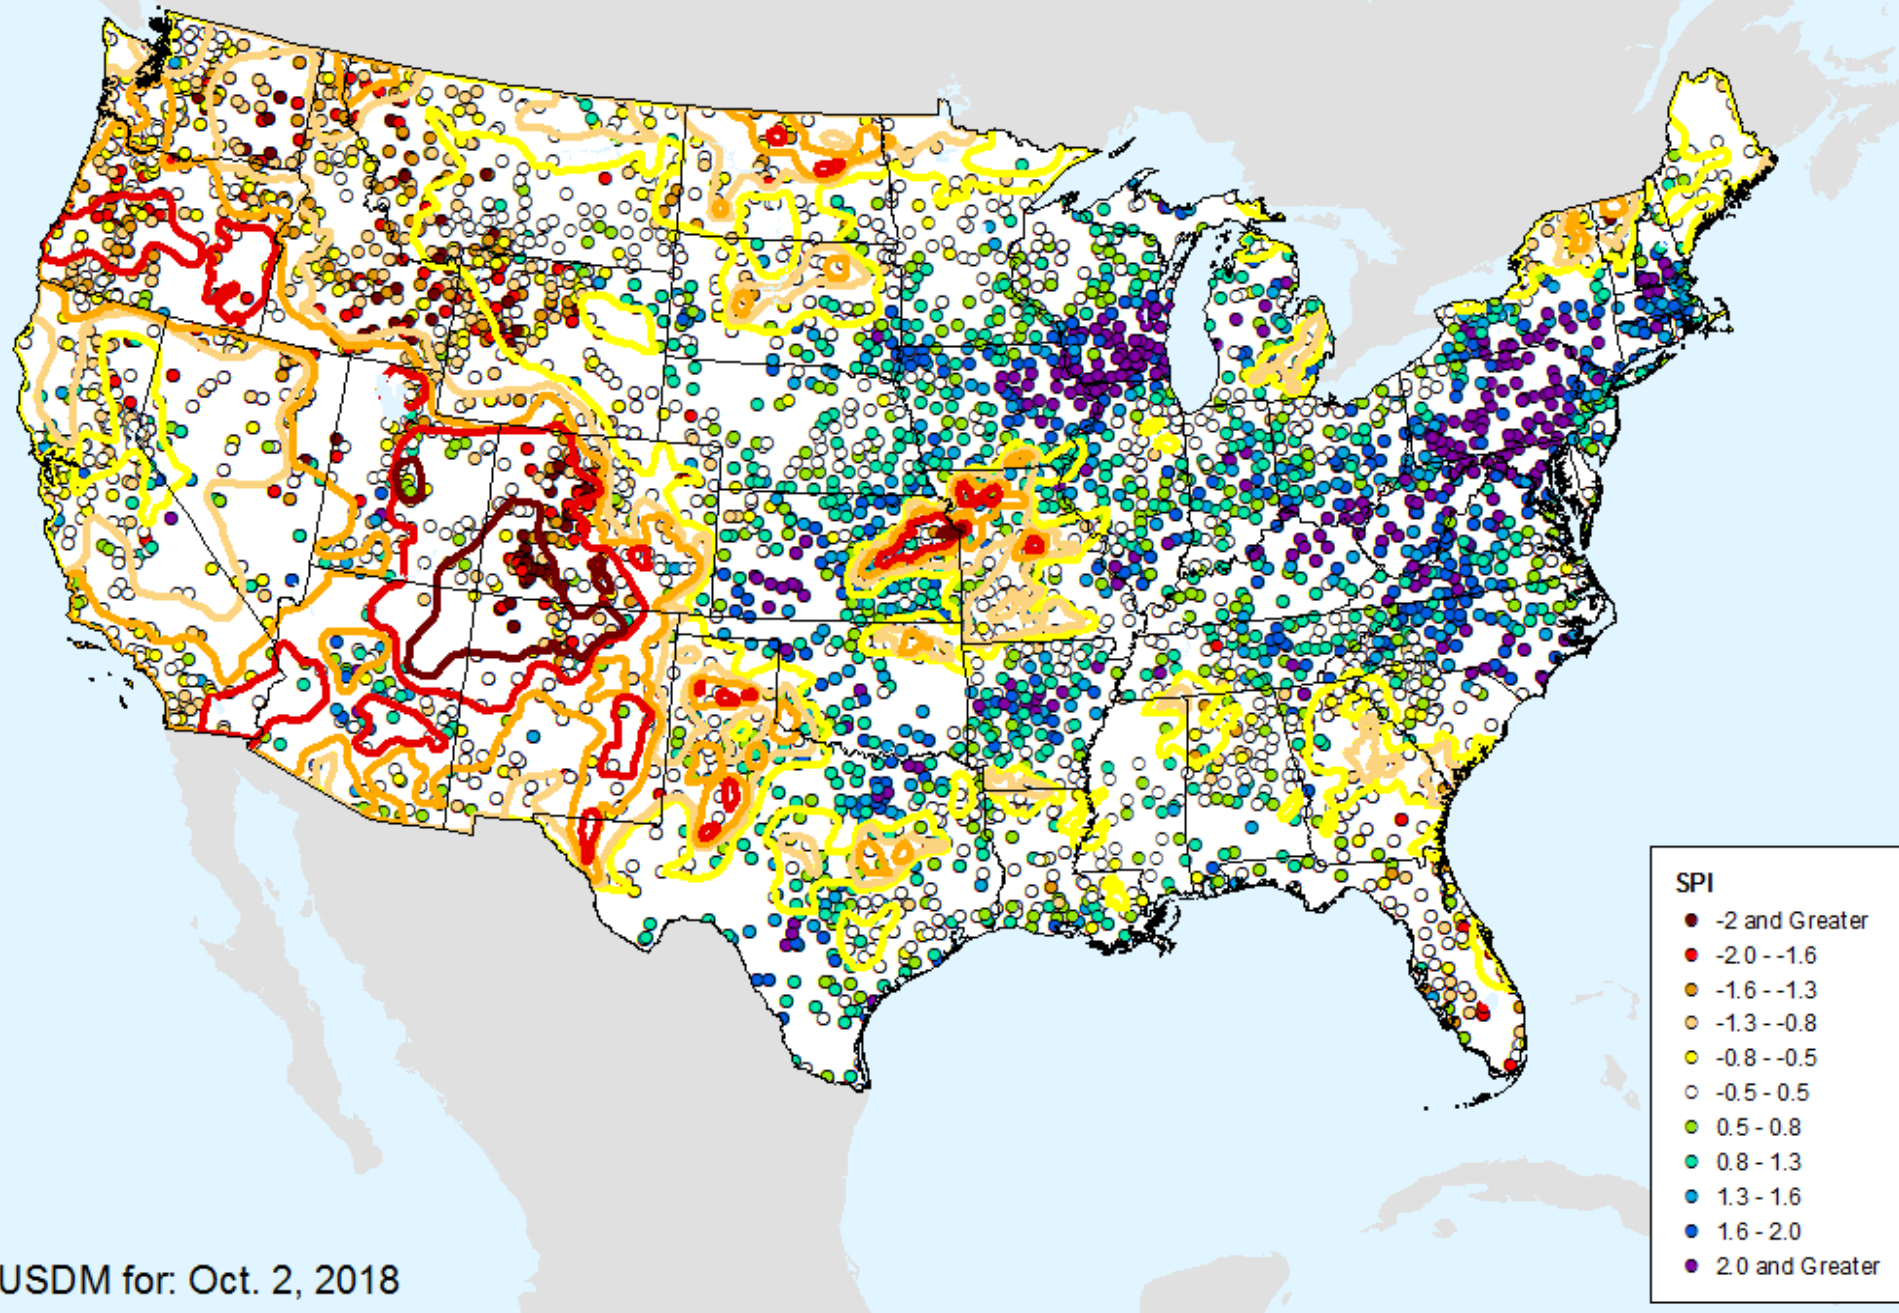 SPI
-2 and Greater
-2.0 - -1.6
-1.6 - -1.3
-1.3 - -0.8
-0.8 - -0.5
-0.5 - 0.5
0.5 - 0.8
0.8 - 1.3
1.3 - 1.6
1.6 - 2.0
2.0 and Greater
USDM for: Oct. 2, 2018